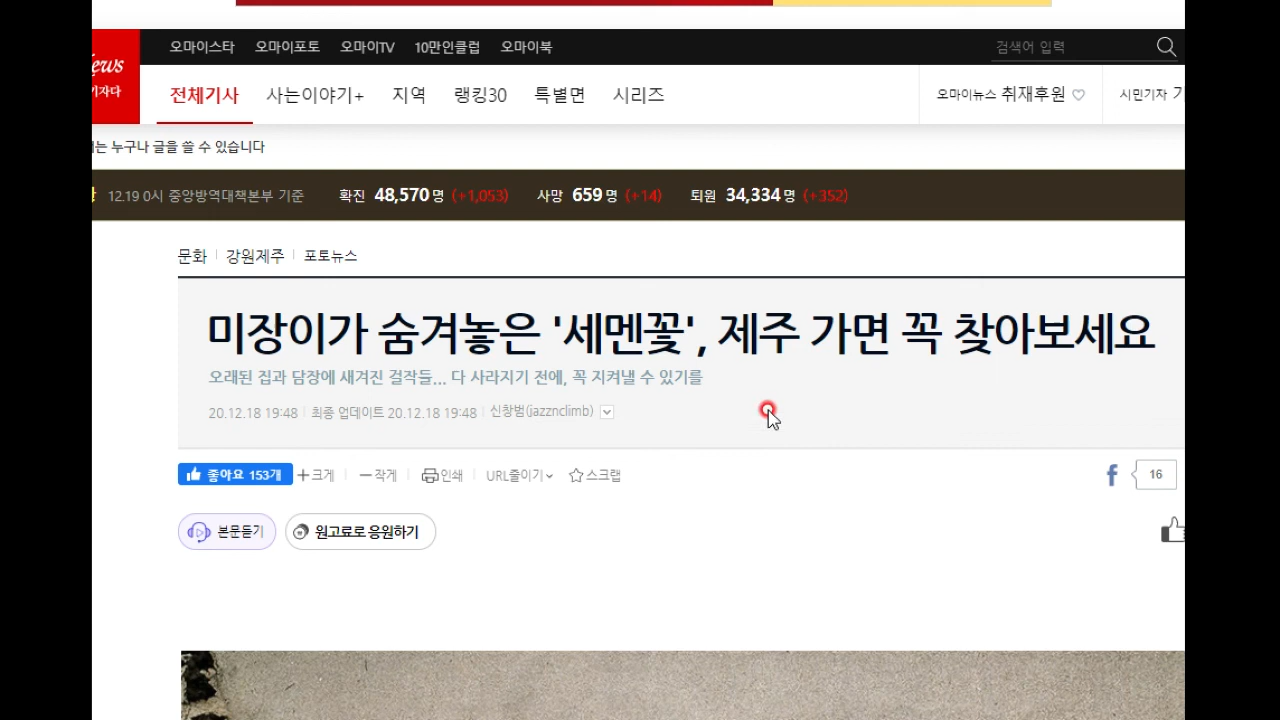 News
오마이스타 오마이포토 오마이TV 10만인클럽 오마이북 검색어 입력
전체기사 사는이야기+ 지역 랭킹30 특별면 시리즈 오마이뉴스 취재후원 시민기자
누구나 글을 쓸 수 있습니다
12.19 0시 중앙방역대책본부 기준 확진 48,570 명 (+1,053) 사망 659 명 (+14) 퇴원 34,334 명 (+352)
문화 강원제주 포토뉴스
미장이가 숨겨놓은 '세멘꽃', 제주 가면 꼭 찾아보세요
오래된 집과 담장에 새겨진 걸작들... 다 사라지기 전에, 꼭 지켜낼 수 있기를
20.12.18 19:48 최종 업데이트 20.12.18 19:48 신창범(jazznclimb)
좋아요 153개 +크게 -작게 인쇄 URL줄이기 스크랩 16
본문듣기 원고료로 응원하기